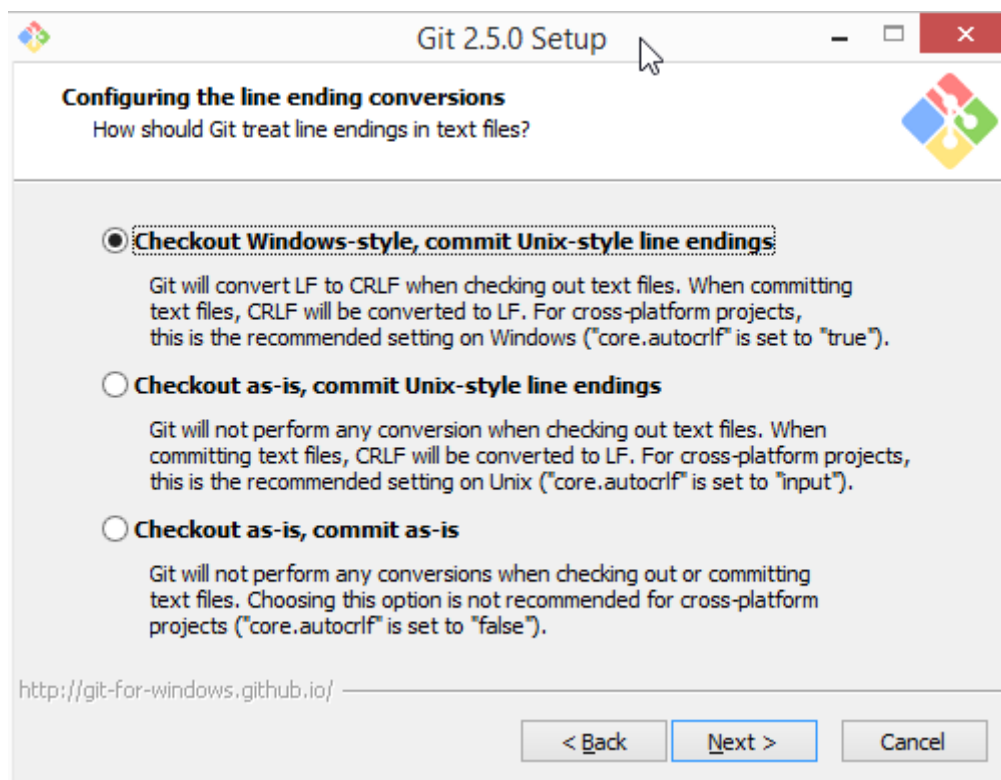 Git 2.5.0 Setup
Configuring the line ending conversions
How should Git treat line endings in text files?
Checkout Windows-style, commit Unix-style line endings
Git will convert LF to CRLF when checking out text files. When committing
text files, CRLF will be converted to LF. For cross-platform projects,
this is the recommended setting on Windows ("core.autocrlf" is set to "true").
Checkout as-is, commit Unix-style line endings
Git will not perform any conversion when checking out text files. When
committing text files, CRLF will be converted to LF. For cross-platform projects,
this is the recommended setting on Unix ("core.autocrlf" is set to "input").
Checkout as-is, commit as-is
Git will not perform any conversions when checking out or committing
text files. Choosing this option is not recommended for cross-platform
projects ("core.autocrlf" is set to "false").
http://git-for-windows.github.io/
< Back Next > Cancel